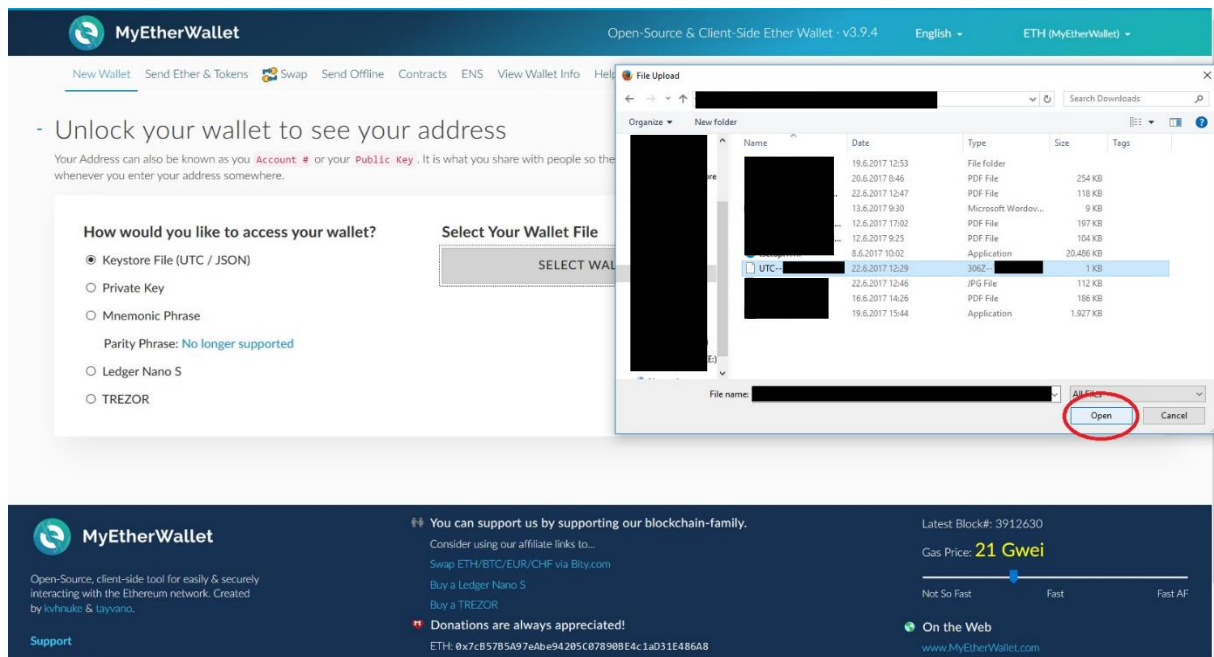 MyEtherWallet
Open-Source & Client-Side Ether Wallet · v3.9.4
English
ETH (MyEtherWallet)
New Wallet
Send Ether & Tokens
Swap
Send Offline
Contracts
ENS
View Wallet Info
- Unlock your wallet to see your address
Your Address can also be known as you Account # or your Public Key. It is what you share with people so the
whenever you enter your address somewhere.
How would you like to access your wallet?
Keystore File (UTC / JSON)
Private Key
Mnemonic Phrase
Parity Phrase: No longer supported
Ledger Nano S
TREZOR
Select Your Wallet File
SELECT WAL
File Upload
Search Downloads
Organize
New folder
Name Date Type Size Tags
19.6.2017 12:53 File folder
20.6.2017 8:46 PDF File 254 KB
22.6.2017 12:47 PDF File 118 KB
13.6.2017 9:30 Microsoft Wordov... 9 KB
12.6.2017 17:02 PDF File 197 KB
12.6.2017 9:25 PDF File 104 KB
8.6.2017 10:02 Application 20.486 KB
UTC-- 22.6.2017 12:29 306Z-- 1 KB
22.6.2017 12:46 JPG File 112 KB
16.6.2017 14:26 PDF File 186 KB
19.6.2017 15:44 Application 1.927 KB
E:)
File name:
All Files
Open
Cancel
MyEtherWallet
Open-Source, client-side tool for easily & securely
interacting with the Ethereum network. Created
by kvhnuke & tayvano.
Support
You can support us by supporting our blockchain-family.
Consider using our affiliate links to...
Swap ETH/BTC/EUR/CHF via Bity.com
Buy a Ledger Nano S
Buy a TREZOR
Donations are always appreciated!
ETH: 0x7cB57B5A97eAbe94205C07890BE4c1aD31E486A8
Latest Block#: 3912630
Gas Price: 21 Gwei
Not So Fast
Fast
Fast AF
On the Web
www.MyEtherWallet.com